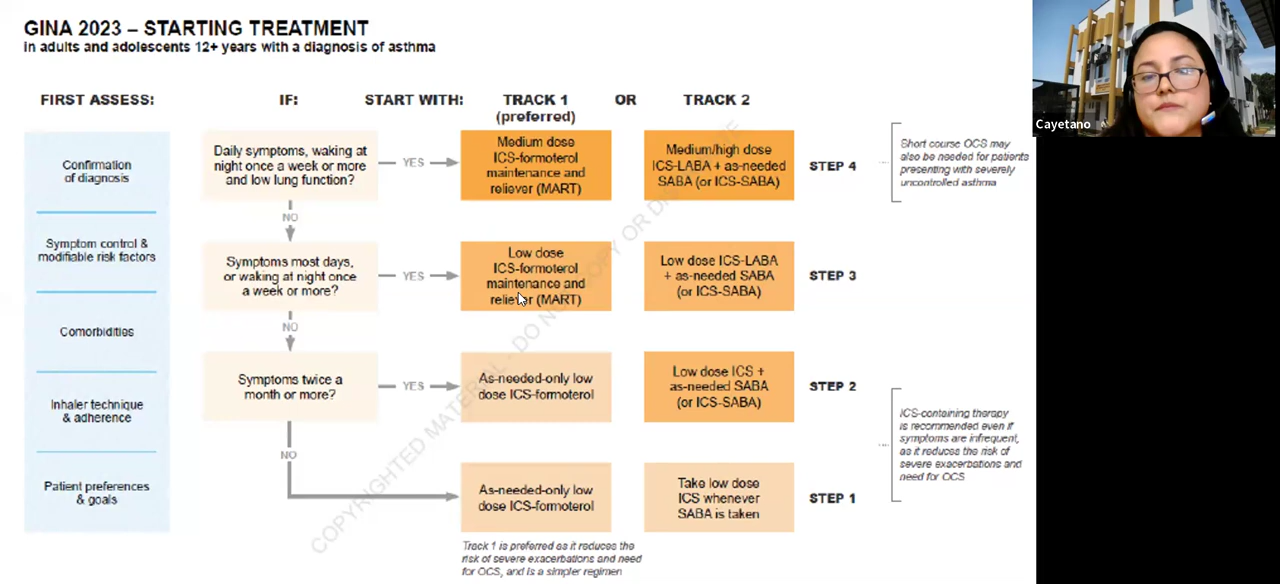 GINA 2023 – STARTING TREATMENT
in adults and adolescents 12+ years with a diagnosis of asthma
FIRST ASSESS:
IF:
START WITH:
TRACK 1
(preferred)
OR
TRACK 2
Confirmation
of diagnosis
Symptom control &
modifiable risk factors
Comorbidities
Inhaler technique
& adherence
Patient preferences
& goals
Daily symptoms, waking at
night once a week or more
and low lung function?
YES
Medium dose
ICS-formoterol
maintenance and
reliever (MART)
Medium/high dose
ICS-LABA + as-needed
SABA (or ICS-SABA)
STEP 4
Short course OCS may
also be needed for patients
presenting with severely
uncontrolled asthma
NO
Symptoms most days,
or waking at night once
a week or more?
YES
Low dose
ICS-formoterol
maintenance and
reliever (MART)
Low dose ICS-LABA
+ as-needed SABA
(or ICS-SABA)
STEP 3
NO
Symptoms twice a
month or more?
YES
As-needed-only low
dose ICS-formoterol
Low dose ICS +
as-needed SABA
(or ICS-SABA)
STEP 2
ICS-containing therapy
is recommended even if
symptoms are infrequent,
as it reduces the risk of
severe exacerbations and
need for OCS
NO
As-needed-only low
dose ICS-formoterol
Take low dose
ICS whenever
SABA is taken
STEP 1
Track 1 is preferred as it reduces the
risk of severe exacerbations and need
for OCS, and is a simpler regimen
COPYRIGHTED MATERIAL - DO NOT COPY OR
Cayetano